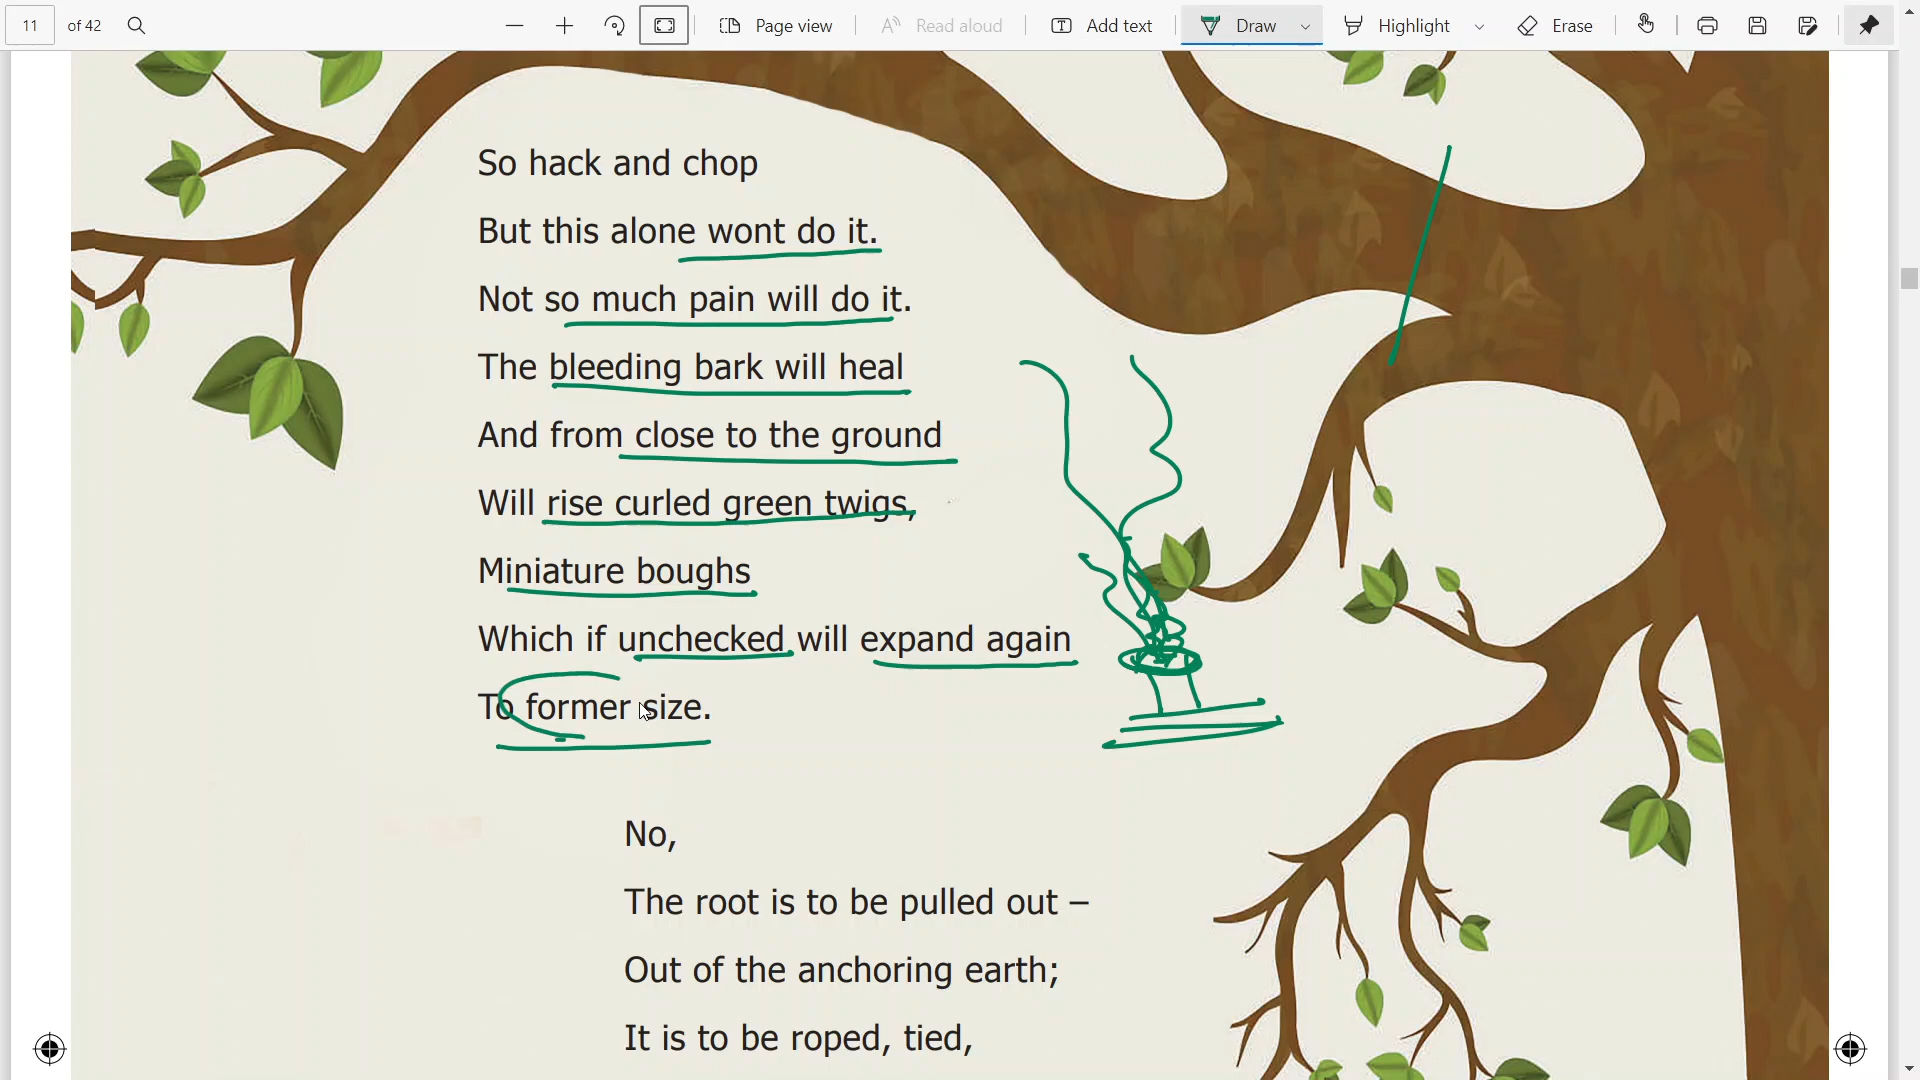 11 of 42 Page view Read aloud Add text Draw Highlight Erase
So hack and chop
But this alone wont do it.
Not so much pain will do it.
The bleeding bark will heal
And from close to the ground
Will rise curled green twigs,
Miniature boughs
Which if unchecked will expand again
To former size.
No,
The root is to be pulled out –
Out of the anchoring earth;
It is to be roped, tied,